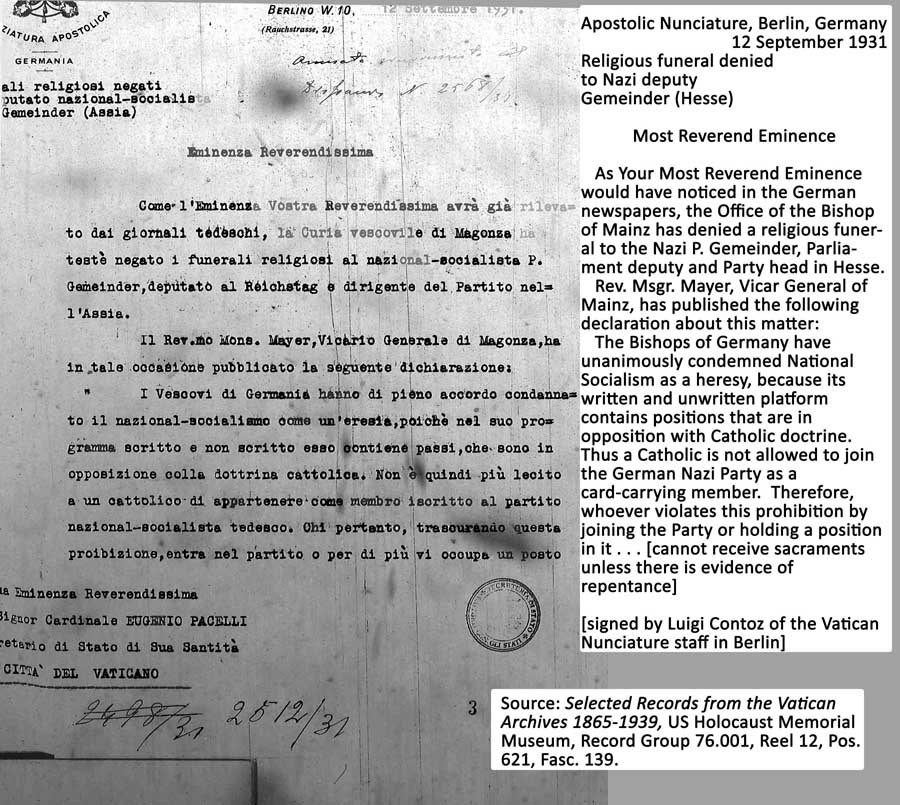 ZIATURA APOSTOLICA
GERMANIA
BERLINO W. 10,
(Rauchstrasse, 21)
12 Settembre 1931.
N. 2568/31.
ali religiosi negati
putato nazional-socialista
Gemeinder (Assia)
Eminenza Reverendissima
Come l'Eminenza Vostra Reverendissima avrà già rileva=
to dai giornali tedeschi, la Curia vescovile di Magonza ha
testè negato i funerali religiosi al nazional-socialista P.
Gemeinder,deputato al Reichstag e dirigente del Partito nel=
l'Assia.
Il Rev.mo Mons. Mayer,Vicario Generale di Magonza,ha
in tale occasione pubblicato la seguente dichiarazione:
" I Vescovi di Germania hanno di pieno accordo condanna=
to il nazional-socialismo come un'eresia,poichè nel suo pro=
gramma scritto e non scritto esso contiene passi,che sono in
opposizione colla dottrina cattolica. Non è quindi più lecito
a un cattolico di appartenere come membro iscritto al partito
nazional-socialista tedesco. Chi pertanto, trascurando questa
proibizione,entra nel partito o per di più vi occupa un posto
ua Eminenza Reverendissima
Signor Cardinale EUGENIO PACELLI
retario di Stato di Sua Santità
CITTA' DEL VATICANO
SECRETERIA DI STATO
2498/31 2512/31
3
Apostolic Nunciature, Berlin, Germany
12 September 1931
Religious funeral denied
to Nazi deputy
Gemeinder (Hesse)
Most Reverend Eminence
As Your Most Reverend Eminence
would have noticed in the German
newspapers, the Office of the Bishop
of Mainz has denied a religious funer-
al to the Nazi P. Gemeinder, Parlia-
ment deputy and Party head in Hesse.
Rev. Msgr. Mayer, Vicar General of
Mainz, has published the following
declaration about this matter:
The Bishops of Germany have
unanimously condemned National
Socialism as a heresy, because its
written and unwritten platform
contains positions that are in
opposition with Catholic doctrine.
Thus a Catholic is not allowed to join
the German Nazi Party as a
card-carrying member. Therefore,
whoever violates this prohibition by
joining the Party or holding a position
in it . . . [cannot receive sacraments
unless there is evidence of
repentance]
[signed by Luigi Contoz of the Vatican
Nunciature staff in Berlin]
Source: Selected Records from the Vatican
Archives 1865-1939, US Holocaust Memorial
Museum, Record Group 76.001, Reel 12, Pos.
621, Fasc. 139.